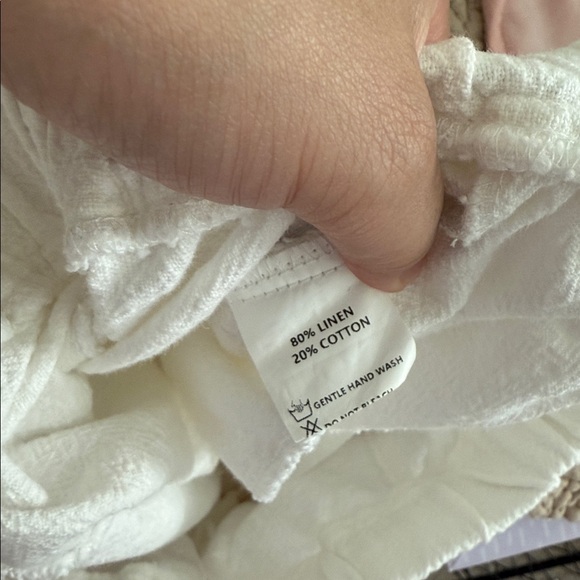 80% LINEN
20% COTTON
GENTLE HAND WASH
DO NOT BLEACH